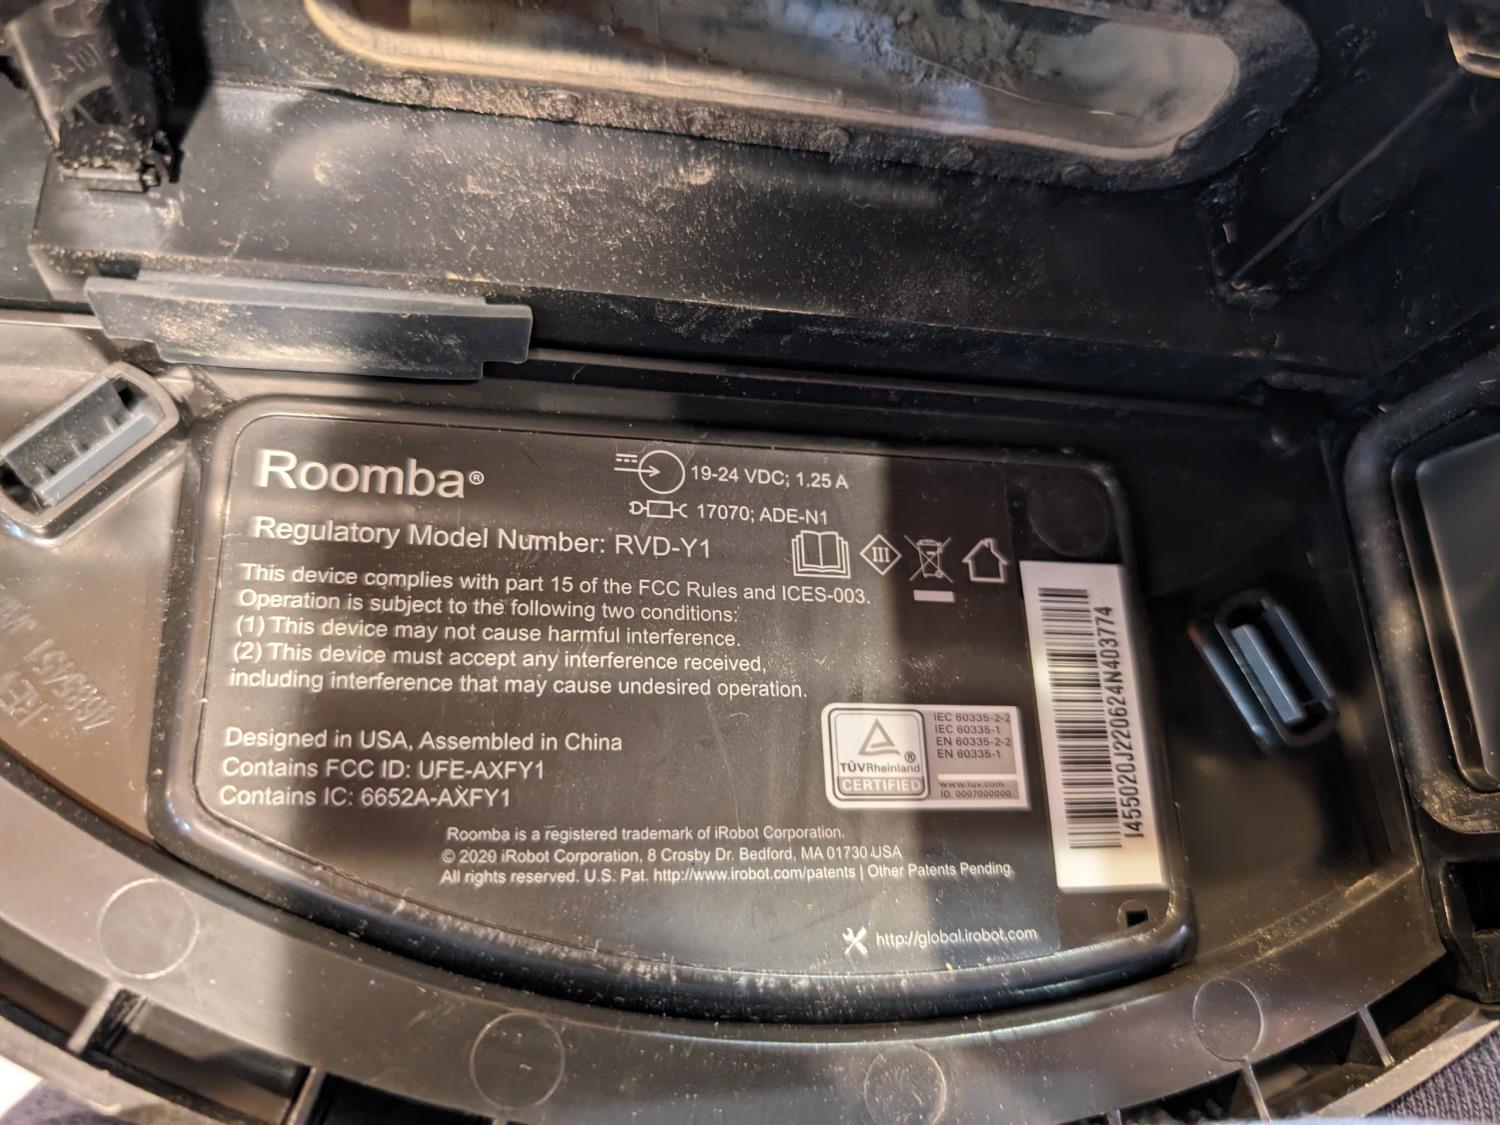 Roomba®
19-24 VDC; 1.25 A
17070; ADE-N1
Regulatory Model Number: RVD-Y1
III
This device complies with part 15 of the FCC Rules and ICES-003.
Operation is subject to the following two conditions:
(1) This device may not cause harmful interference.
(2) This device must accept any interference received,
including interference that may cause undesired operation.
Designed in USA, Assembled in China
Contains FCC ID: UFE-AXFY1
Contains IC: 6652A-AXFY1
TÜVRheinland®
CERTIFIED
IEC 60335-2-2
IEC 60335-1
EN 60335-2-2
EN 60335-1
www.tuv.com
ID 0007000000
I455020J220624N403774
Roomba is a registered trademark of iRobot Corporation.
© 2020 iRobot Corporation, 8 Crosby Dr. Bedford, MA 01730 USA
All rights reserved. U.S. Pat. http://www.irobot.com/patents | Other Patents Pending.
http://global.irobot.com